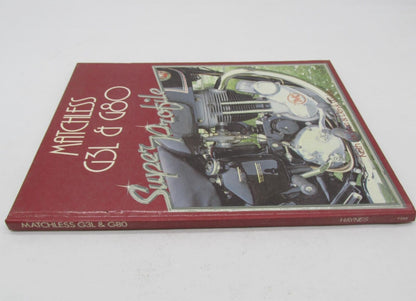 MATCHLESS
G3L & G80
Super Profile
MATCHLESS G3L & G80
HAYNES